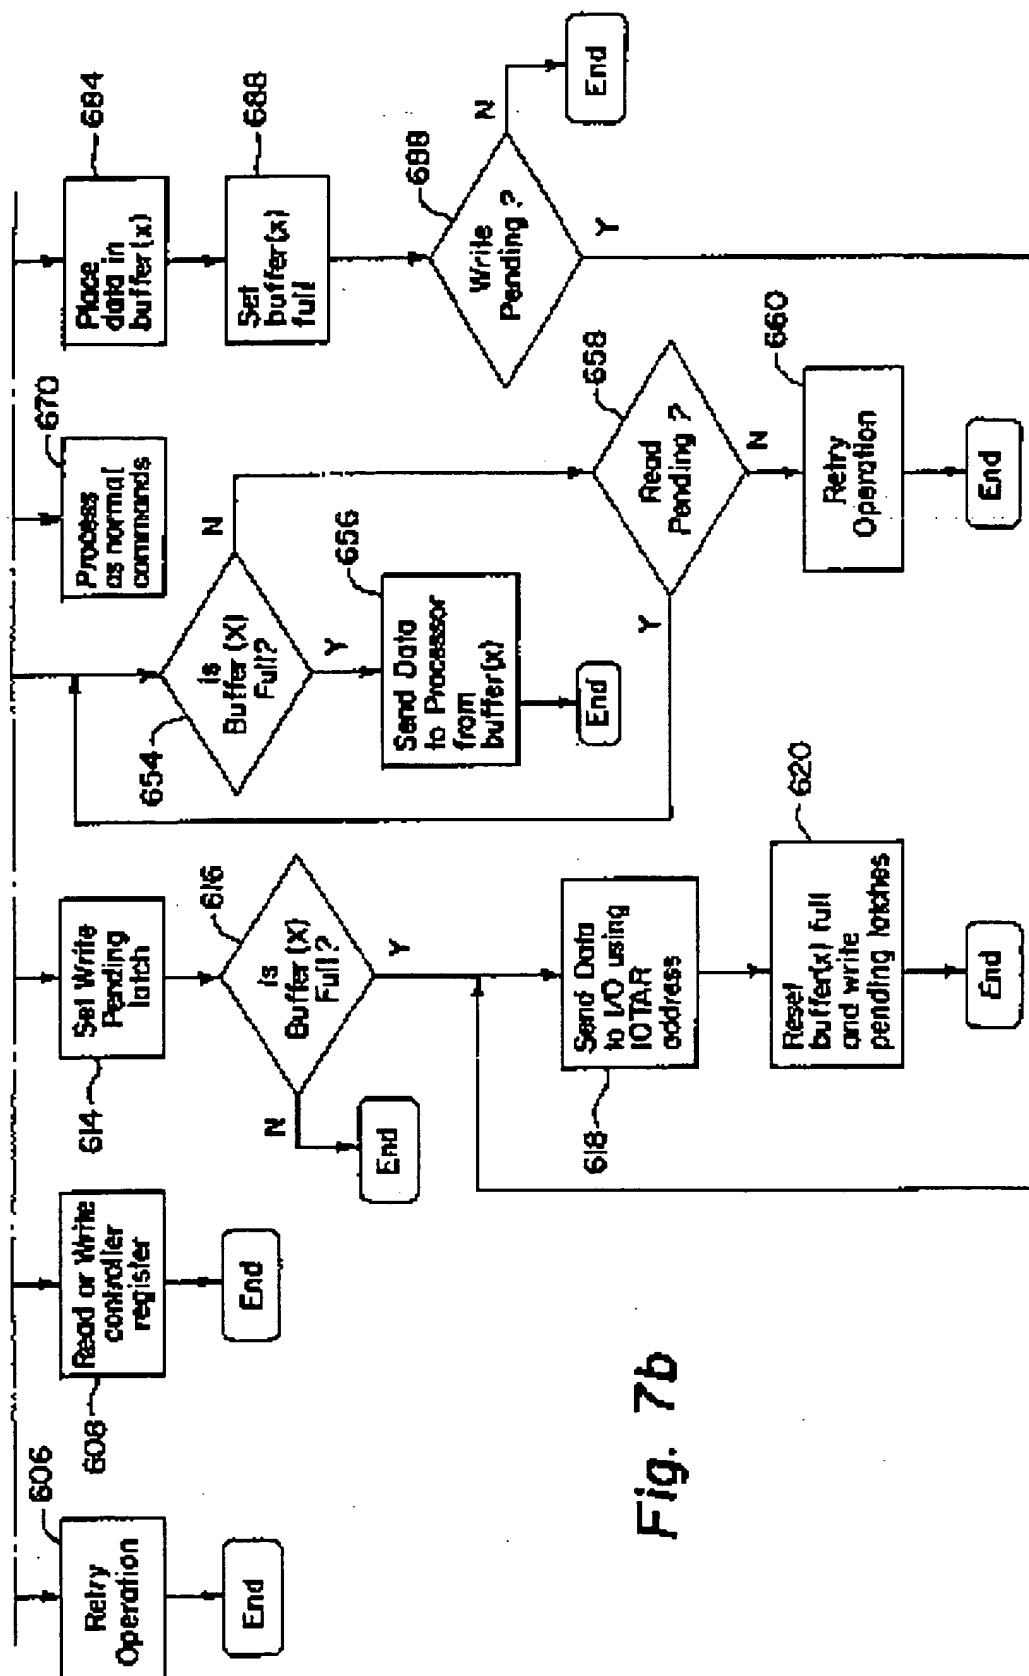 606
Retry
Operation
End
608
Read or Write
controller
register
End
614
Set Write
Pending
latch
616
Is
Buffer (X)
Full?
N
End
Y
618
Send Data
to I/O using
IOTAR
address
620
Reset
buffer(x) full
and write
pending latches
End
654
Is
Buffer (X)
Full?
N
Y
656
Send Data
to Processor
from
buffer(x)
End
658
Read
Pending ?
Y
N
660
Retry
Operation
End
670
Process
as normal
commands
684
Place
data in
buffer(x)
688
Set
buffer(x)
full
688
Write
Pending ?
N
End
Y
Fig. 7b